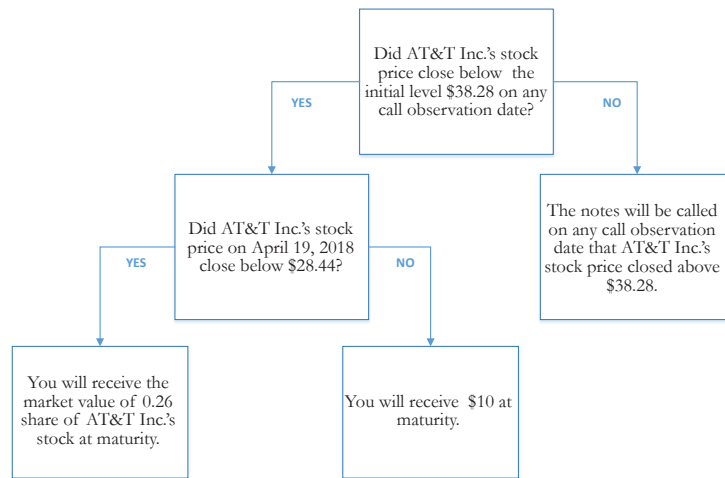 Did AT&T Inc.'s stock
price close below the
initial level $38.28 on any
call observation date?
YES
NO
Did AT&T Inc.'s stock
price on April 19, 2018
close below $28.44?
The notes will be called
on any call observation
date that AT&T Inc.'s
stock price closed above
$38.28.
YES
NO
You will receive the
market value of 0.26
share of AT&T Inc.'s
stock at maturity.
You will receive $10 at
maturity.